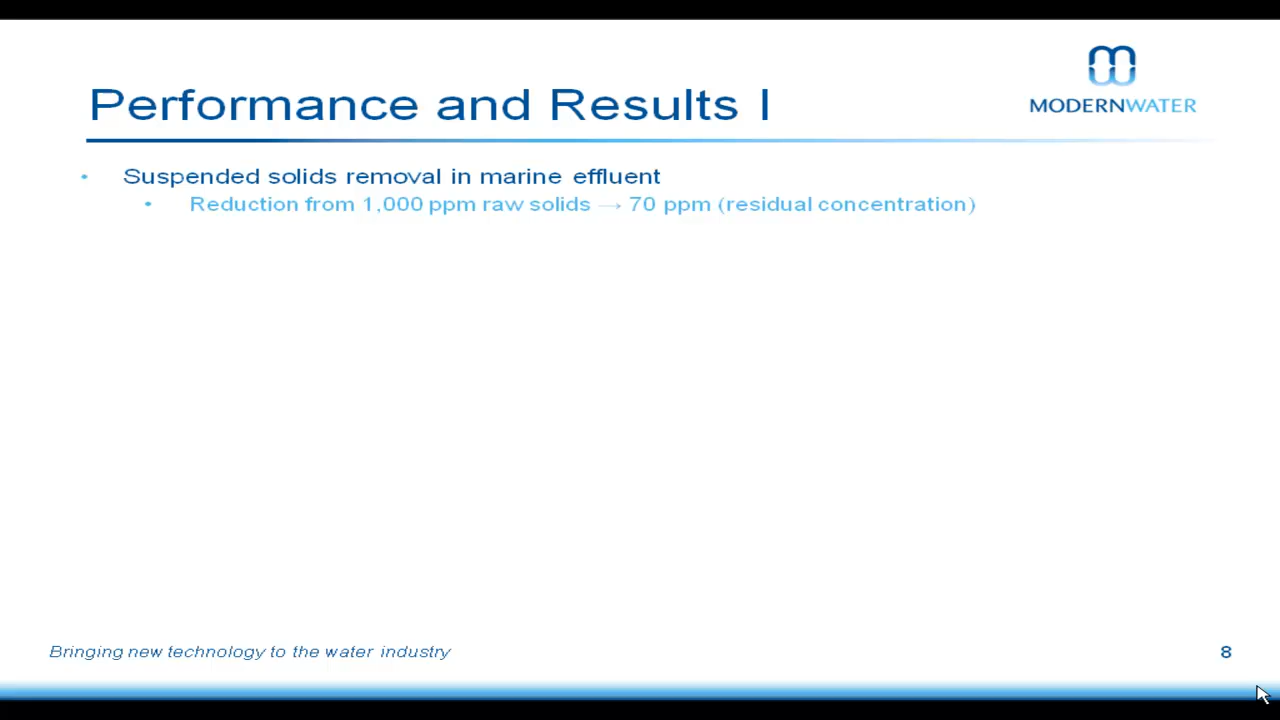 Performance and Results I
MODERNWATER
• Suspended solids removal in marine effluent
• Reduction from 1,000 ppm raw solids → 70 ppm (residual concentration)
Bringing new technology to the water industry
8